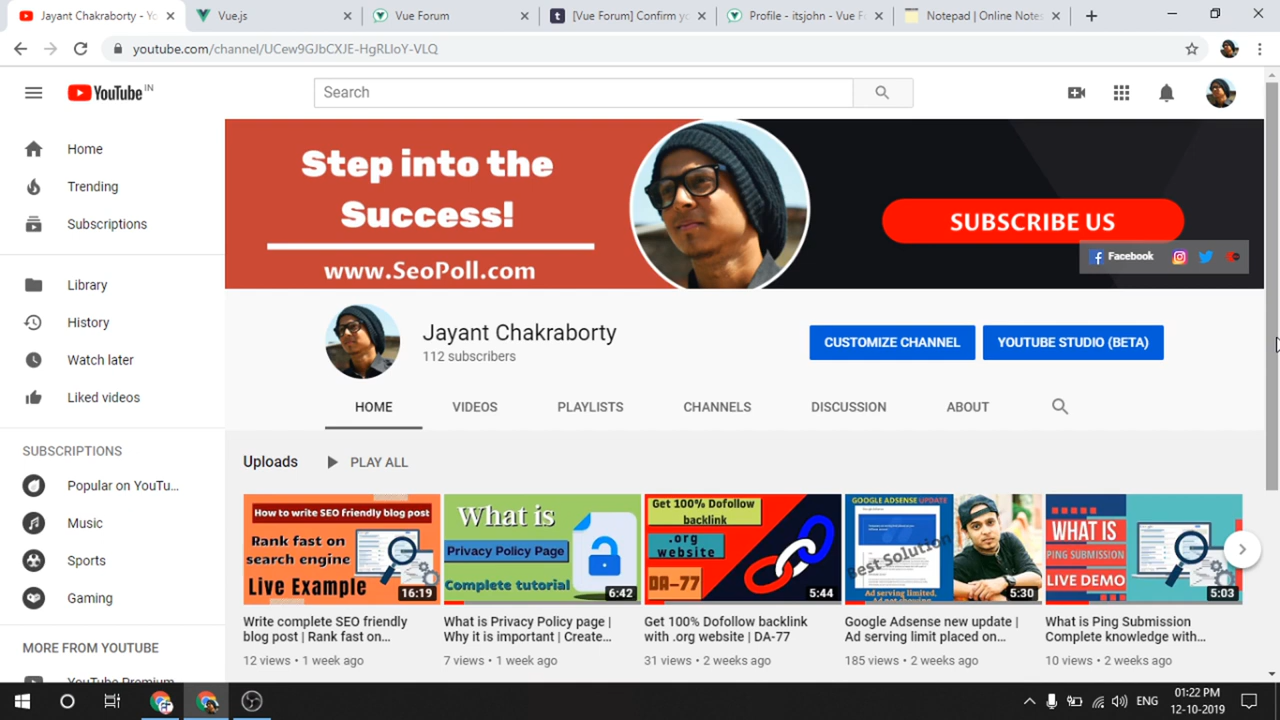 Jayant Chakraborty - Yo
Vue.js
Vue Forum
[Vue Forum] Confirm yo
Profile - itsjohn - Vue F
Notepad | Online Notes
youtube.com/channel/UCew9GJbCXJE-HgRLIoY-VLQ
YouTube IN
Search
Home
Trending
Subscriptions
Library
History
Watch later
Liked videos
SUBSCRIPTIONS
Popular on YouTu...
Music
Sports
Gaming
MORE FROM YOUTUBE
YouTube Premium
Step into the
Success!
www.SeoPoll.com
SUBSCRIBE US
Facebook
Jayant Chakraborty
112 subscribers
CUSTOMIZE CHANNEL
YOUTUBE STUDIO (BETA)
HOME
VIDEOS
PLAYLISTS
CHANNELS
DISCUSSION
ABOUT
Uploads
PLAY ALL
How to write SEO friendly blog post
Rank fast on
search engine
Live Example
16:19
Write complete SEO friendly
blog post | Rank fast on...
12 views • 1 week ago
What is
Privacy Policy Page
Complete tutorial
6:42
What is Privacy Policy page |
Why it is important | Create...
7 views • 1 week ago
Get 100% Dofollow
backlink
.org
website
DA-77
5:44
Get 100% Dofollow backlink
with .org website | DA-77
31 views • 2 weeks ago
GOOGLE ADSENSE UPDATE
Best Solution
Ad serving limited,
5:30
Google Adsense new update |
Ad serving limit placed on...
185 views • 2 weeks ago
WHAT IS
PING SUBMISSION
LIVE DEMO
5:03
What is Ping Submission
Complete knowledge with...
10 views • 2 weeks ago
ENG
01:22 PM
12-10-2019